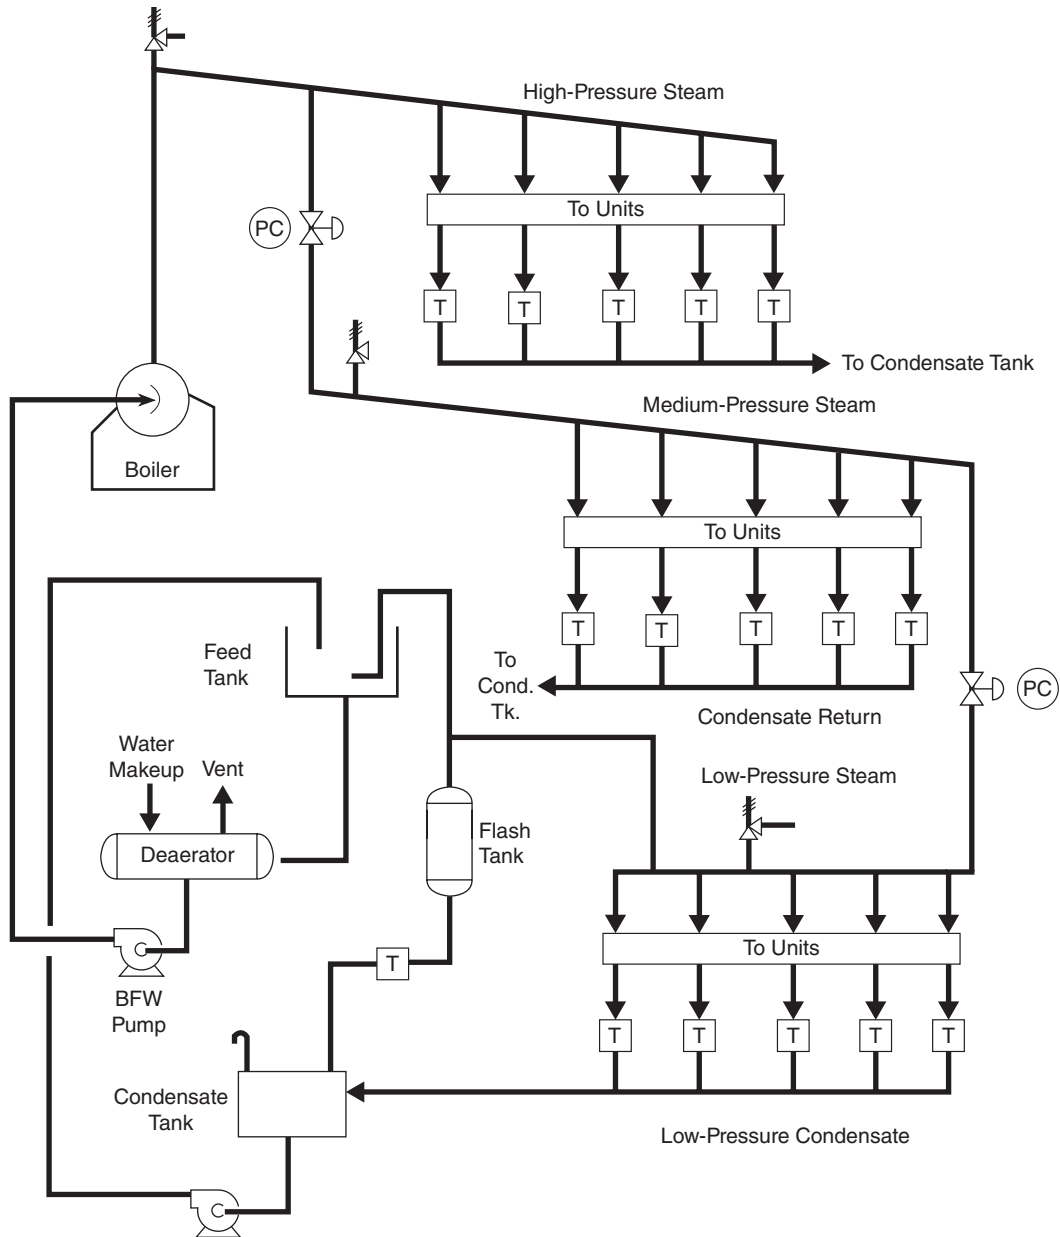 High-Pressure Steam
To Units
PC
T
T
T
T
T
To Condensate Tank
Medium-Pressure Steam
Boiler
To Units
T
T
T
T
T
Feed
Tank
To
Cond.
Tk.
PC
Condensate Return
Water
Makeup
Vent
Low-Pressure Steam
Deaerator
Flash
Tank
To Units
T
BFW
Pump
T
T
T
T
T
Condensate
Tank
Low-Pressure Condensate